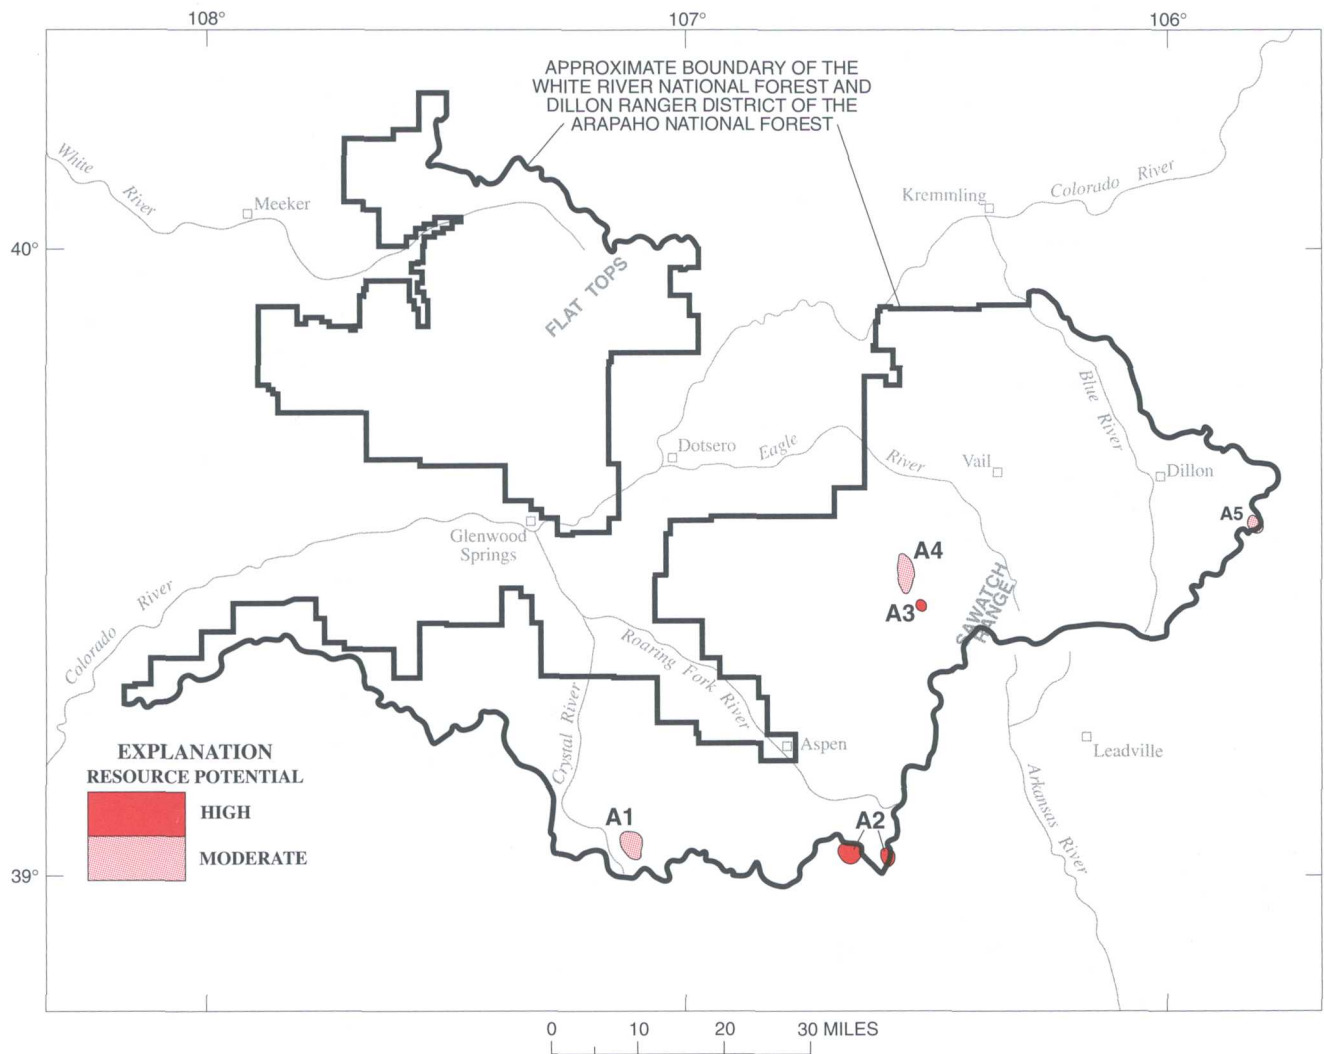 108°
107°
106°
APPROXIMATE BOUNDARY OF THE
WHITE RIVER NATIONAL FOREST AND
DILLON RANGER DISTRICT OF THE
ARAPAHO NATIONAL FOREST
White
River
Meeker
Kremmling
Colorado River
40°
FLAT TOPS
Blue River
Dotsero
Eagle
River
Vail
Dillon
A5
Glenwood
Springs
A4
A3
SAWATCH
RANGE
Colorado River
Roaring Fork River
Crystal River
Aspen
Leadville
Arkansas River
EXPLANATION
RESOURCE POTENTIAL
HIGH
MODERATE
A1
A2
39°
0 10 20 30 MILES